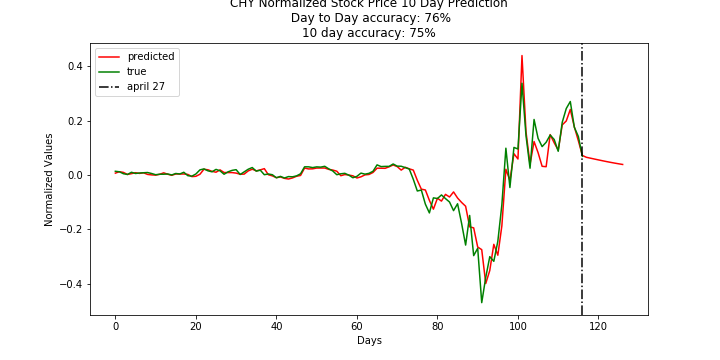 CHY Normalized Stock Price 10 Day Prediction
Day to Day accuracy: 76%
10 day accuracy: 75%
predicted
true
april 27
Normalized Values
0.4
0.2
0.0
−0.2
−0.4
0
20
40
60
80
100
120
Days